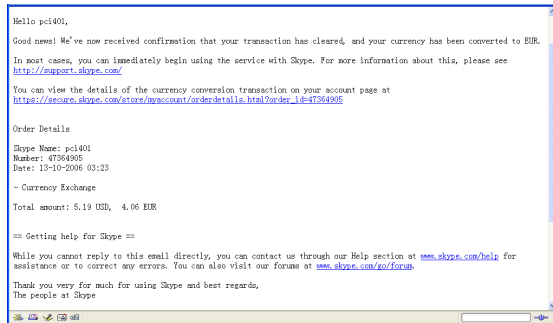 Hello pci401,
Good news! We've now received confirmation that your transaction has cleared, and your currency has been converted to EUR.
In most cases, you can immediately begin using the service with Skype. For more information about this, please see
http://support.skype.com/
You can view the details of the currency conversion transaction on your account page at
https://secure.skype.com/store/myaccount/orderdetails.html?order_id=47364905
Order Details
Skype Name: pci401
Number: 47364905
Date: 13-10-2006 03:23
- Currency Exchange
Total amount: 5.19 USD,  4.06 EUR
== Getting help for Skype ==
While you cannot reply to this email directly, you can contact us through our Help section at www.skype.com/help for
assistance or to correct any errors. You can also visit our forums at www.skype.com/go/forum.
Thank you very for much for using Skype and best regards,
The people at Skype